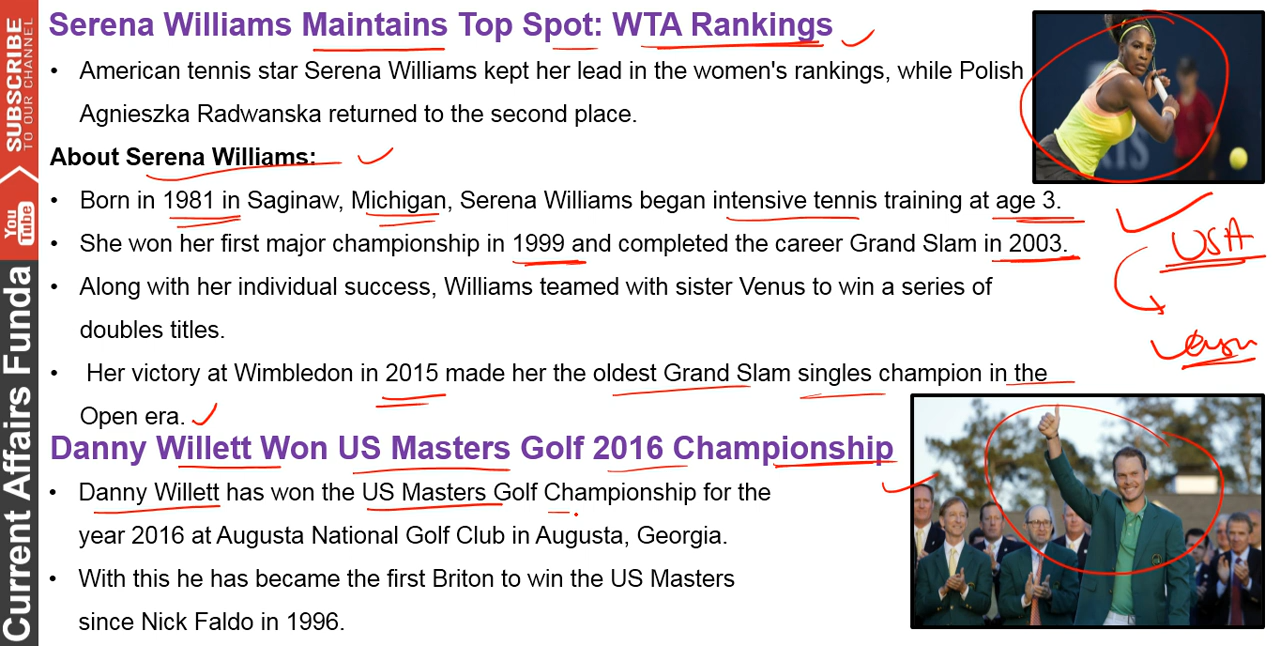 Serena Williams Maintains Top Spot: WTA Rankings
• American tennis star Serena Williams kept her lead in the women's rankings, while Polish
Agnieszka Radwanska returned to the second place.
About Serena Williams:
• Born in 1981 in Saginaw, Michigan, Serena Williams began intensive tennis training at age 3.
• She won her first major championship in 1999 and completed the career Grand Slam in 2003.
USA
• Along with her individual success, Williams teamed with sister Venus to win a series of
doubles titles.
• Her victory at Wimbledon in 2015 made her the oldest Grand Slam singles champion in the
Open era.
Danny Willett Won US Masters Golf 2016 Championship
• Danny Willett has won the US Masters Golf Championship for the
year 2016 at Augusta National Golf Club in Augusta, Georgia.
• With this he has became the first Briton to win the US Masters
since Nick Faldo in 1996.
SUBSCRIBE
TO OUR CHANNEL
You Tube
Current Affairs Funda